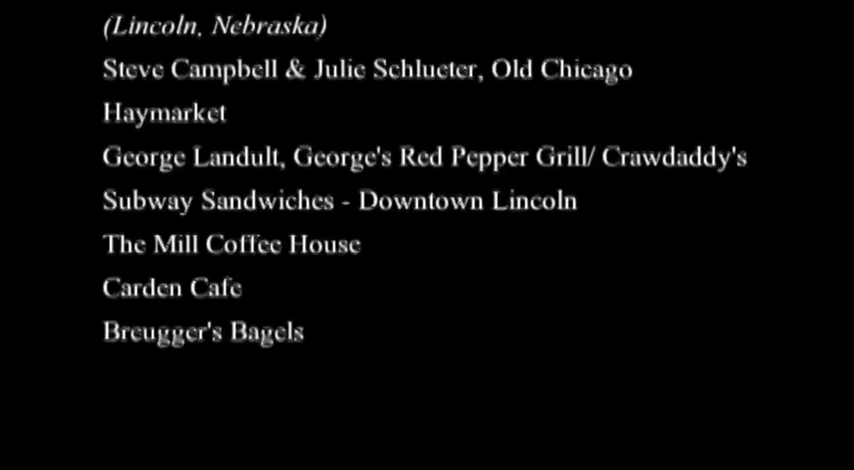 (Lincoln, Nebraska)
Steve Campbell & Julie Schlueter, Old Chicago
Haymarket
George Landult, George's Red Pepper Grill/ Crawdaddy's
Subway Sandwiches - Downtown Lincoln
The Mill Coffee House
Carden Cafe
Breugger's Bagels